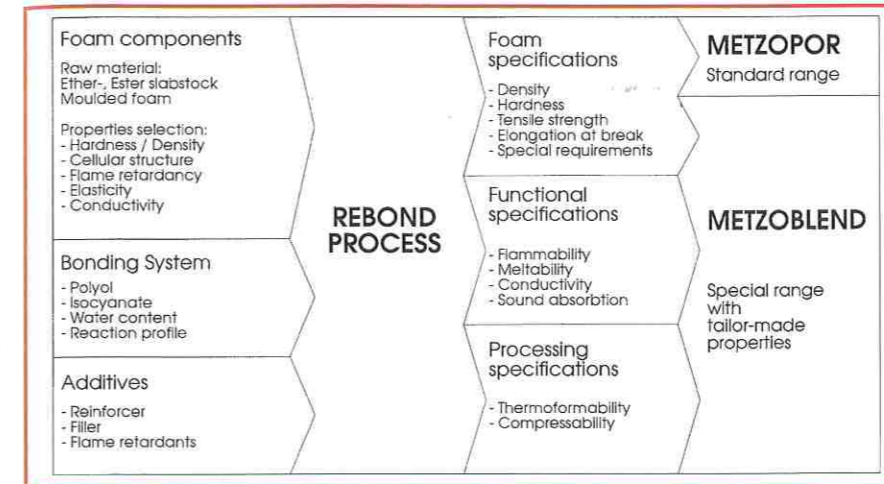 Foam components
Raw material:
Ether-, Ester slabstock
Moulded foam
Properties selection:
- Hardness / Density
- Cellular structure
- Flame retardancy
- Elasticity
- Conductivity
Bonding System
- Polyol
- Isocyanate
- Water content
- Reaction profile
Additives
- Reinforcer
- Filler
- Flame retardants
REBOND
PROCESS
Foam
specifications
- Density
- Hardness
- Tensile strength
- Elongation at break
- Special requirements
Functional
specifications
- Flammability
- Meltability
- Conductivity
- Sound absorbtion
Processing
specifications
- Thermoformability
- Compressability
METZOPOR
Standard range
METZOBLEND
Special range
with
tailor-made
properties